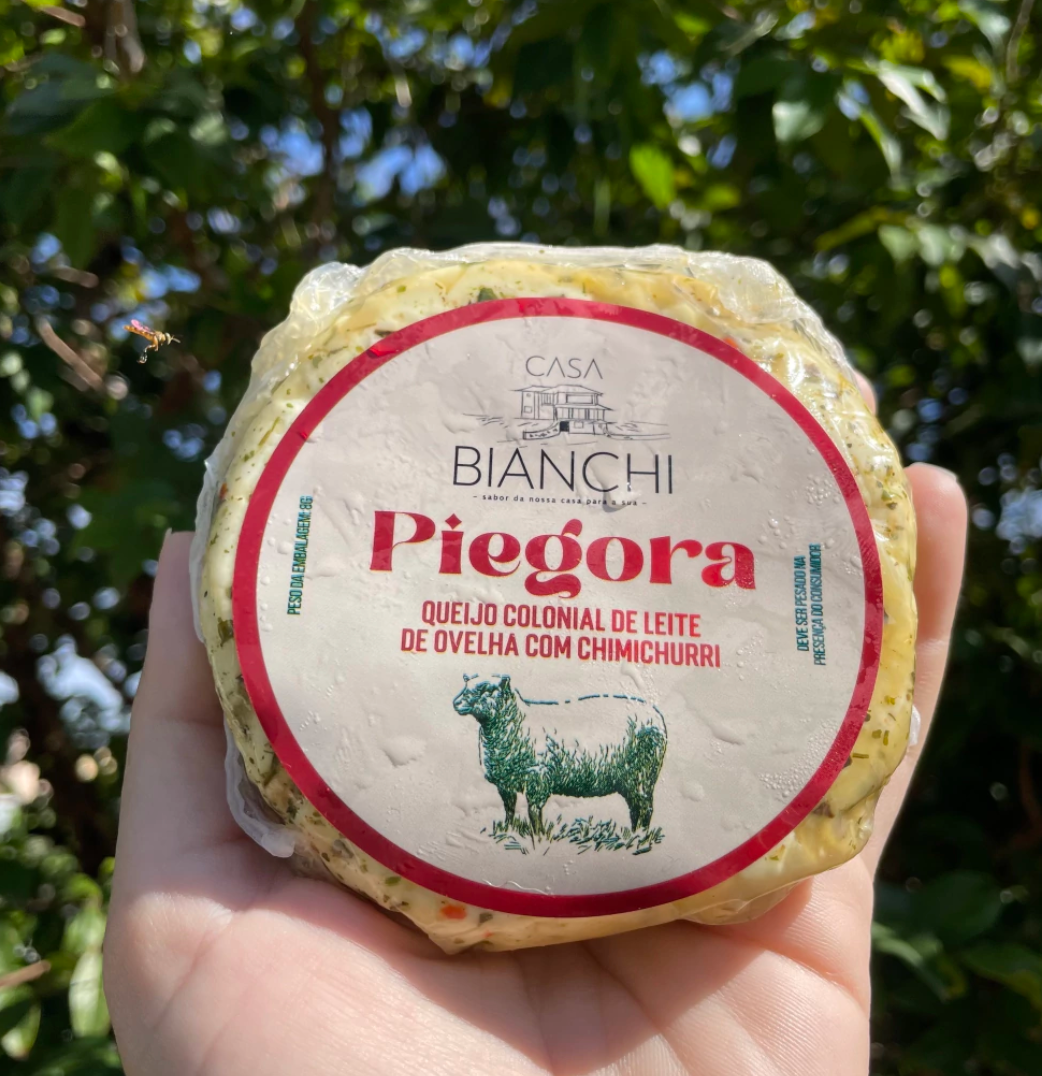 CASA
BIANCHI
- sabor da nossa casa para a sua -
Piegora
QUEIJO COLONIAL DE LEITE
DE OVELHA COM CHIMICHURRI
PESO DA EMBALAGEM: 8G
DEVE SER PESADO NA
PRESENÇA DO CONSUMIDOR